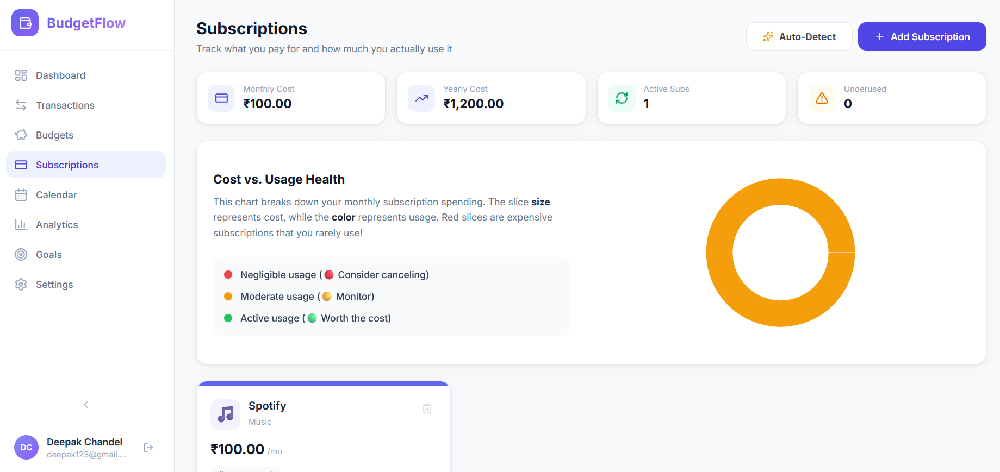 BudgetFlow
Dashboard
Transactions
Budgets
Subscriptions
Calendar
Analytics
Goals
Settings
DC
Deepak Chandel
deepak123@gmail....
Subscriptions
Track what you pay for and how much you actually use it
Auto-Detect
+ Add Subscription
Monthly Cost
₹100.00
Yearly Cost
₹1,200.00
Active Subs
1
Underused
0
Cost vs. Usage Health
This chart breaks down your monthly subscription spending. The slice size
represents cost, while the color represents usage. Red slices are expensive
subscriptions that you rarely use!
Negligible usage (🔴 Consider canceling)
Moderate usage (🟡 Monitor)
Active usage (🟢 Worth the cost)
Spotify
Music
₹100.00 /mo